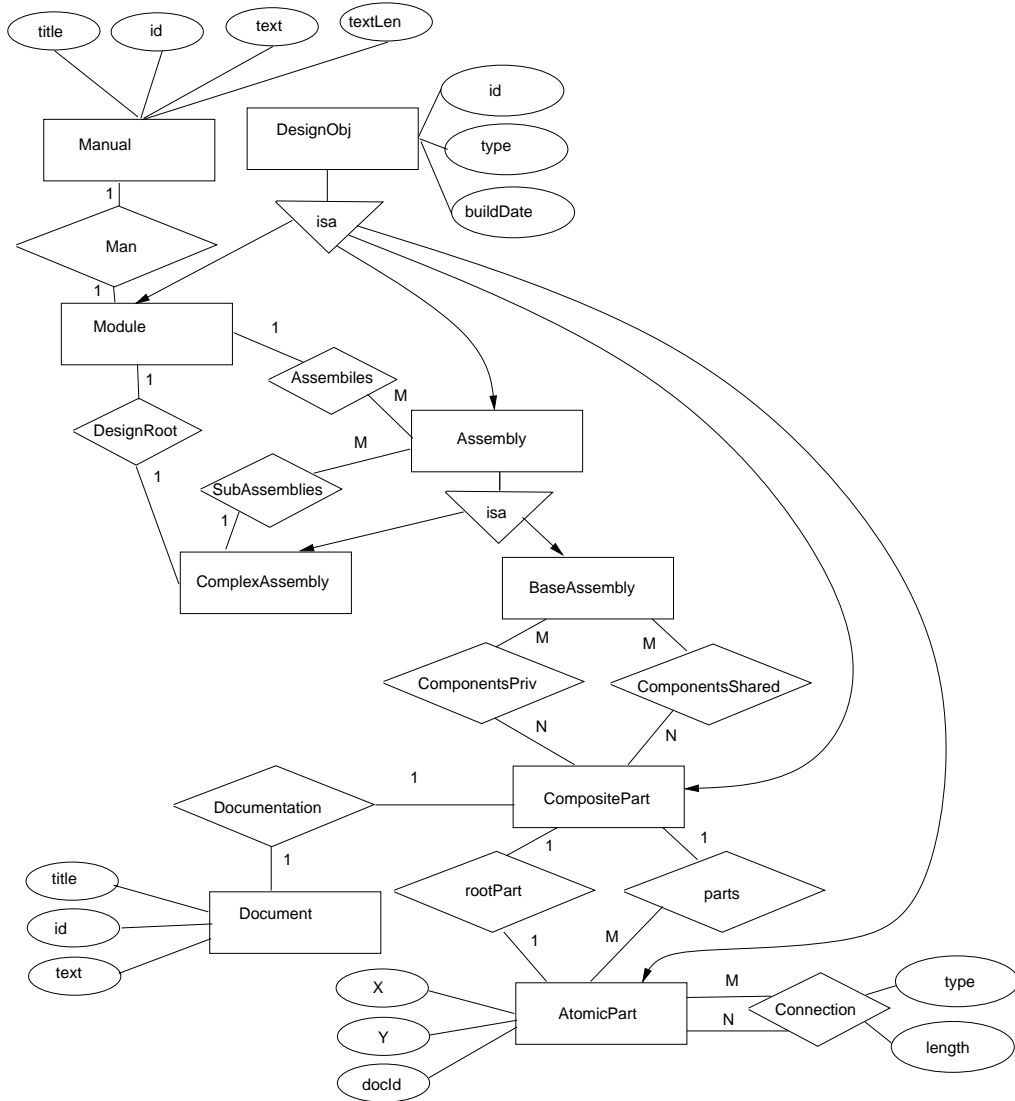 title
id
text
textLen
id
DesignObj
Manual
type
1
buildDate
isa
Man
1
Module
1
1
Assembiles
M
DesignRoot
M
Assembly
1
SubAssemblies
1
isa
ComplexAssembly
BaseAssembly
M
M
ComponentsPriv
ComponentsShared
N
N
1
CompositePart
Documentation
1
1
1
title
rootPart
parts
Document
id
1
M
text
M
type
X
AtomicPart
Connection
N
Y
length
docId